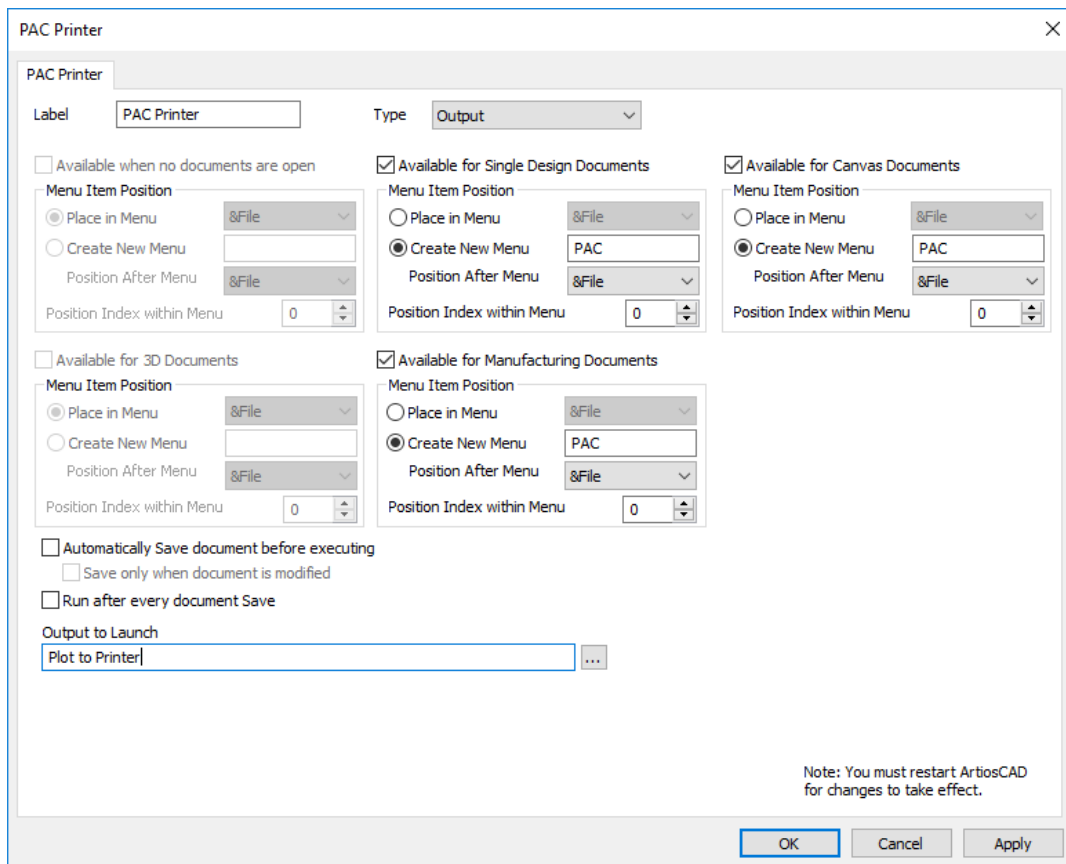 PAC Printer
PAC Printer
Label PAC Printer Type Output
Available when no documents are open Available for Single Design Documents Available for Canvas Documents
Menu Item Position Menu Item Position Menu Item Position
Place in Menu &File Place in Menu &File Place in Menu &File
Create New Menu Create New Menu PAC Create New Menu PAC
Position After Menu &File Position After Menu &File Position After Menu &File
Position Index within Menu 0 Position Index within Menu 0 Position Index within Menu 0
Available for 3D Documents Available for Manufacturing Documents
Menu Item Position Menu Item Position
Place in Menu &File Place in Menu &File
Create New Menu Create New Menu PAC
Position After Menu &File Position After Menu &File
Position Index within Menu 0 Position Index within Menu 0
Automatically Save document before executing
Save only when document is modified
Run after every document Save
Output to Launch
Plot to Printer ...
Note: You must restart ArtiosCAD
for changes to take effect.
OK Cancel Apply